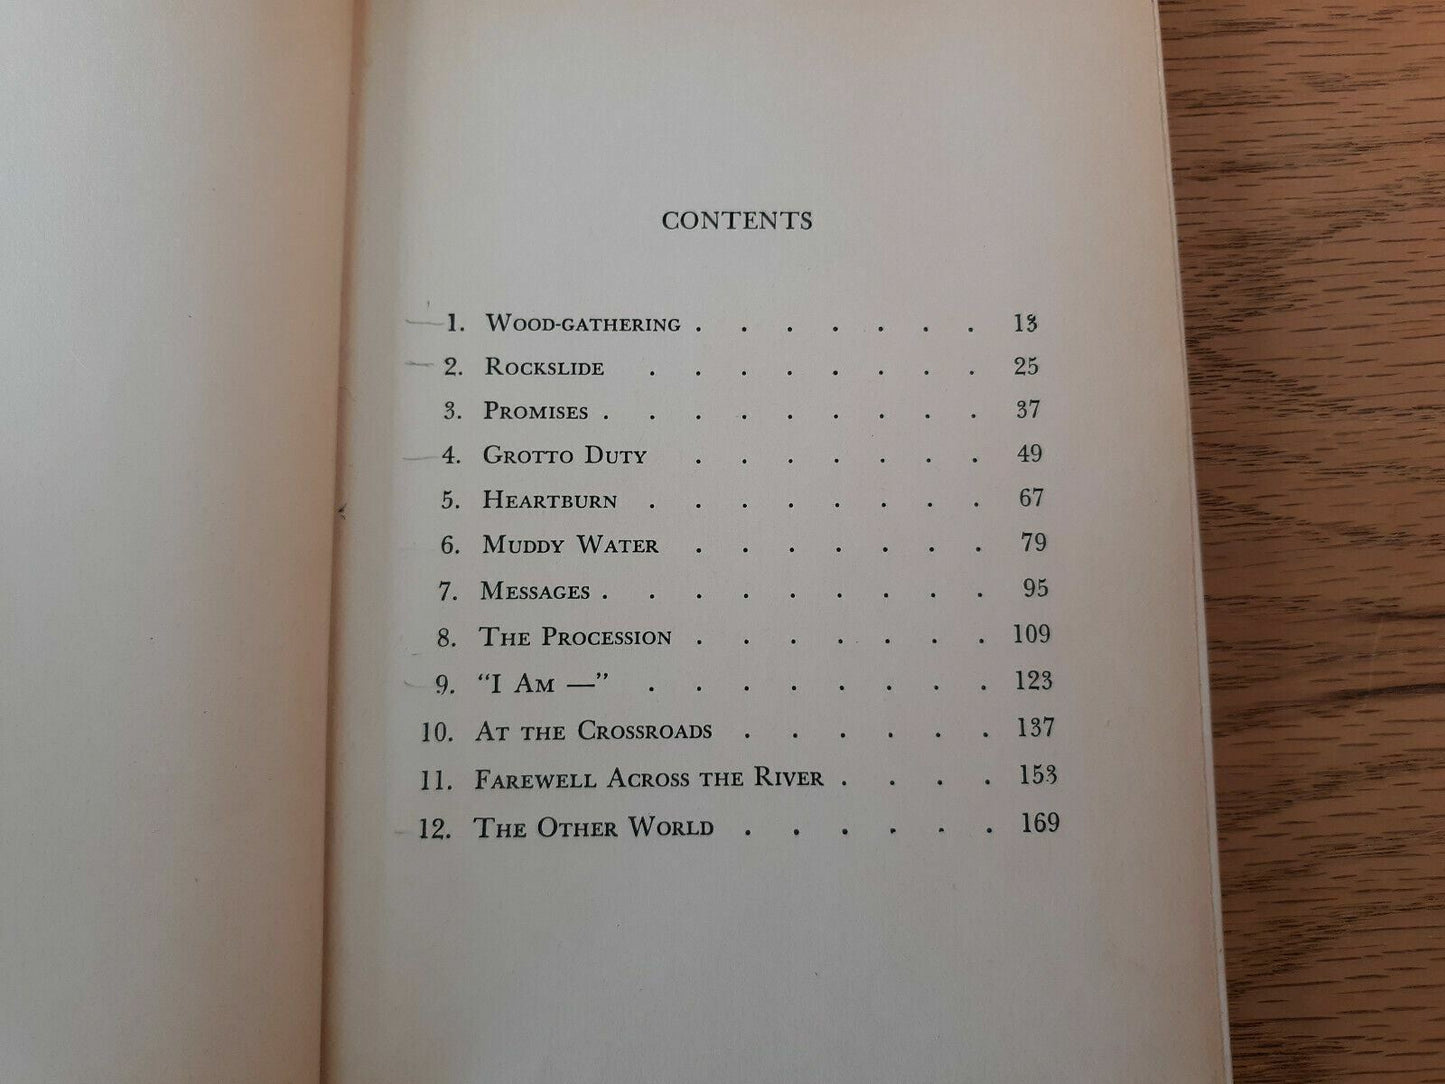 CONTENTS
1. Wood-gathering . . . . . . . 13
2. Rockslide . . . . . . . . 25
3. Promises . . . . . . . . . 37
4. Grotto Duty . . . . . . . 49
5. Heartburn . . . . . . . . 67
6. Muddy Water . . . . . . . 79
7. Messages . . . . . . . . . 95
8. The Procession . . . . . . . 109
9. “I Am —” . . . . . . . . 123
10. At the Crossroads . . . . . . 137
11. Farewell Across the River . . . . 153
12. The Other World . . . . . . 169